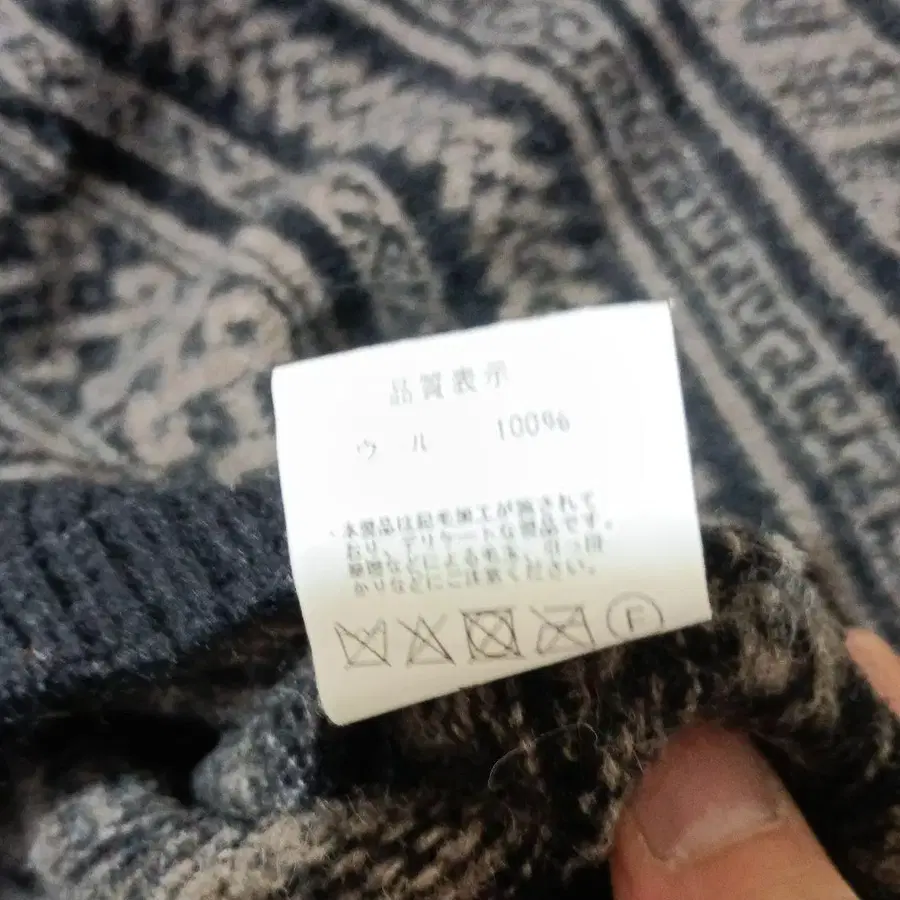 品質表示
ウール 100%
・本商品は起毛加工が施されて
おり、デリケートな商品です。
摩擦などによる毛玉、引っ掛
かりなどにご注意ください。
F